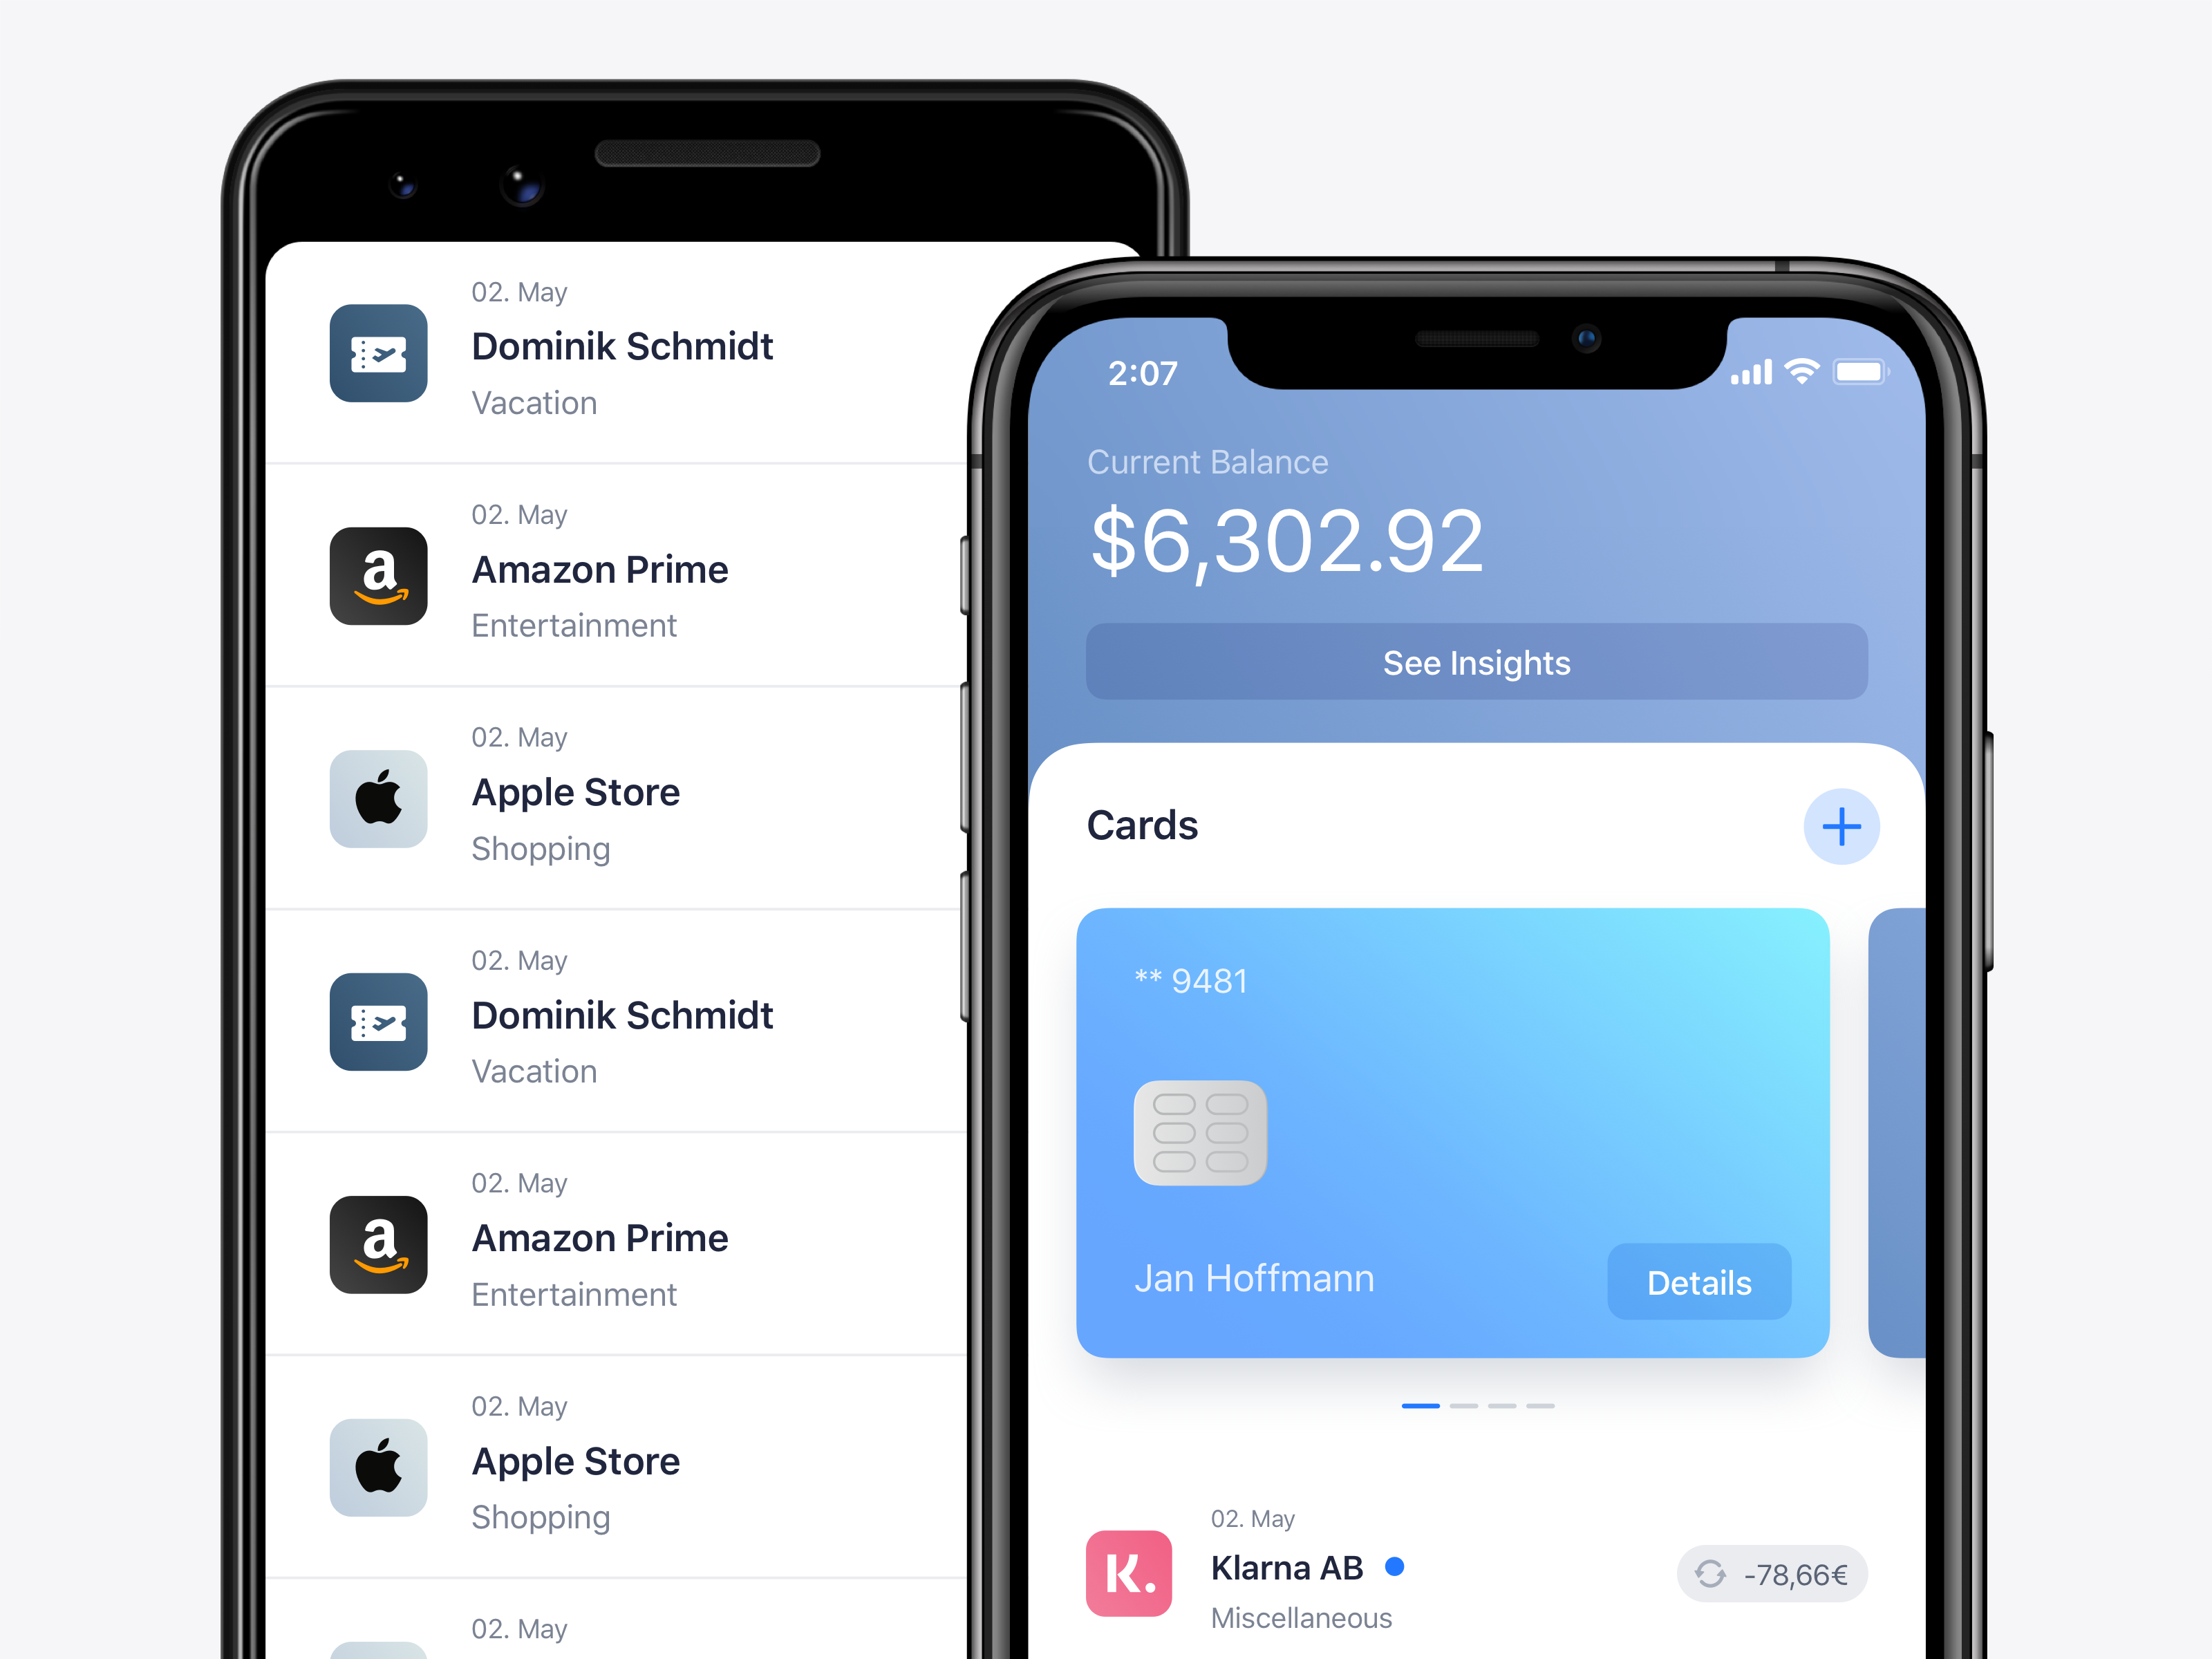 02. May
Dominik Schmidt
Vacation
02. May
Amazon Prime
Entertainment
02. May
Apple Store
Shopping
02. May
Dominik Schmidt
Vacation
02. May
Amazon Prime
Entertainment
02. May
Apple Store
Shopping
02. May
2:07
Current Balance
$6,302.92
See Insights
Cards
** 9481
Jan Hoffmann
Details
02. May
Klarna AB
-78,66€
Miscellaneous